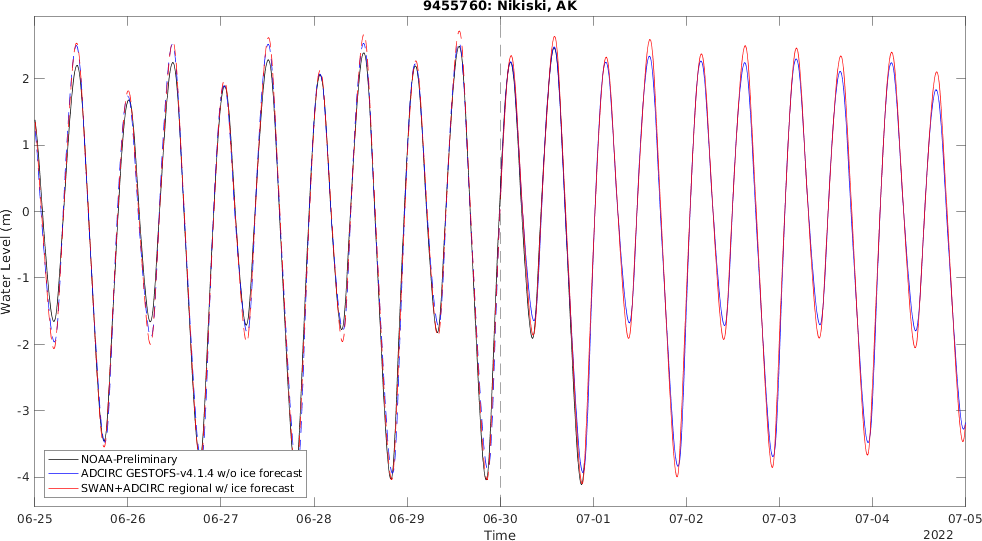 9455760: Nikiski, AK
Water Level (m)
2
1
0
-1
-2
-3
-4
NOAA-Preliminary
ADCIRC GESTOFS-v4.1.4 w/o ice forecast
SWAN+ADCIRC regional w/ ice forecast
06-25 06-26 06-27 06-28 06-29 06-30 07-01 07-02 07-03 07-04 07-05
Time
2022